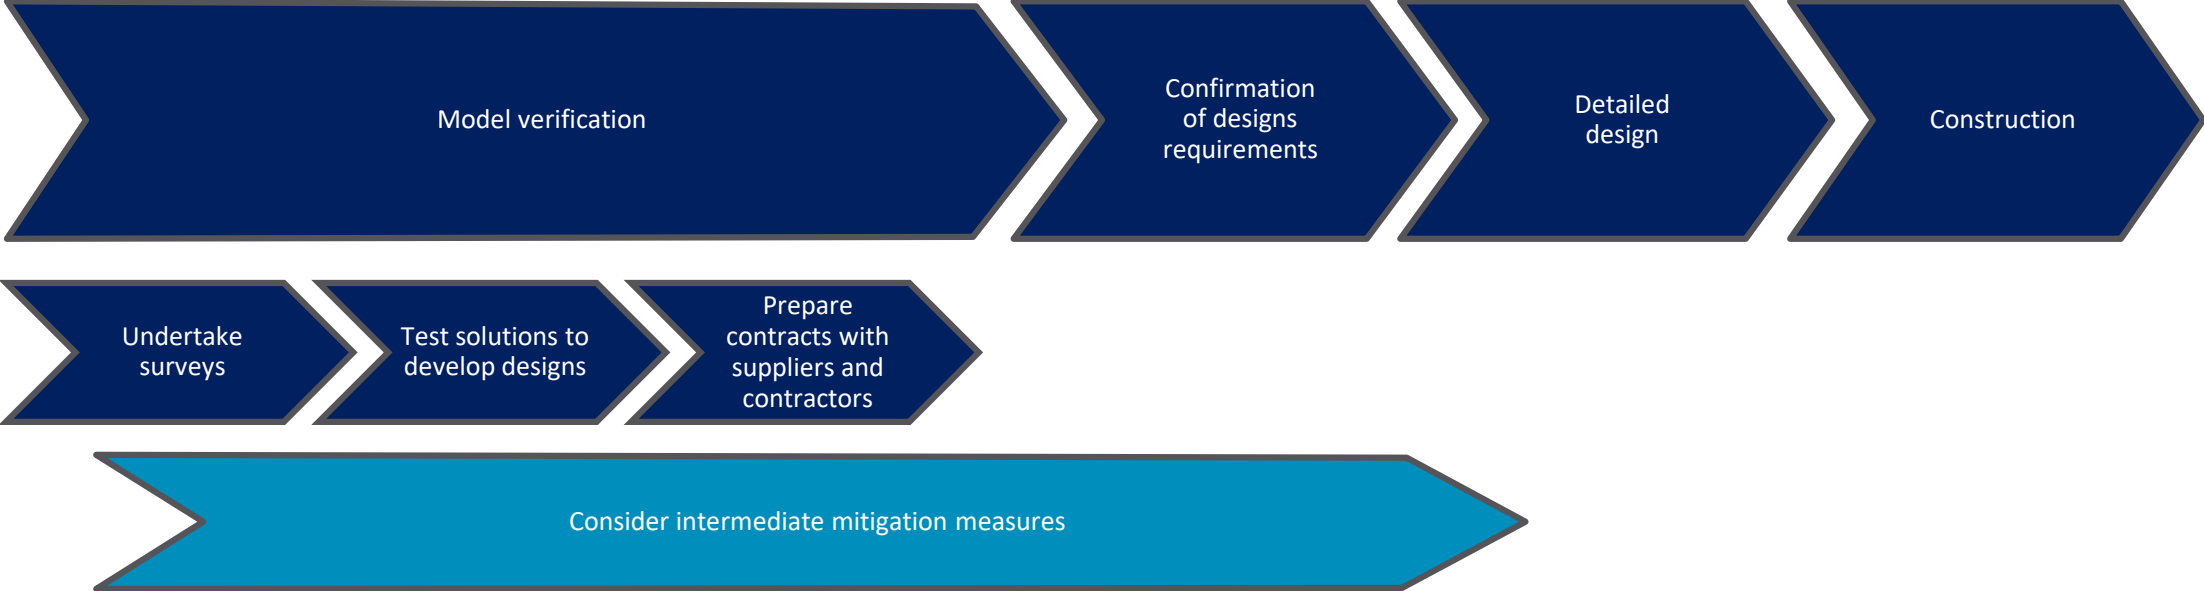 Model verification
Confirmation
of designs
requirements
Detailed
design
Construction
Undertake
surveys
Test solutions to
develop designs
Prepare
contracts with
suppliers and
contractors
Consider intermediate mitigation measures